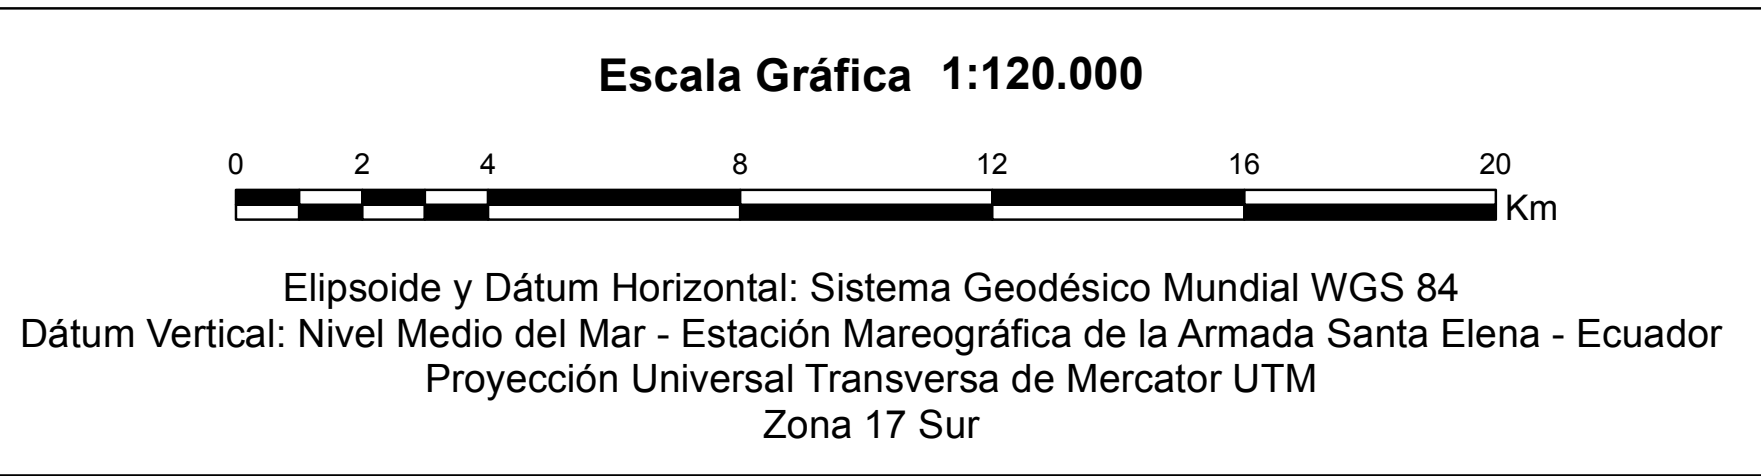 Escala Gráfica 1:120.000
0 2 4 8 12 16 20
Km
Elipsoide y Dátum Horizontal: Sistema Geodésico Mundial WGS 84
Dátum Vertical: Nivel Medio del Mar - Estación Mareográfica de la Armada Santa Elena - Ecuador
Proyección Universal Transversa de Mercator UTM
Zona 17 Sur